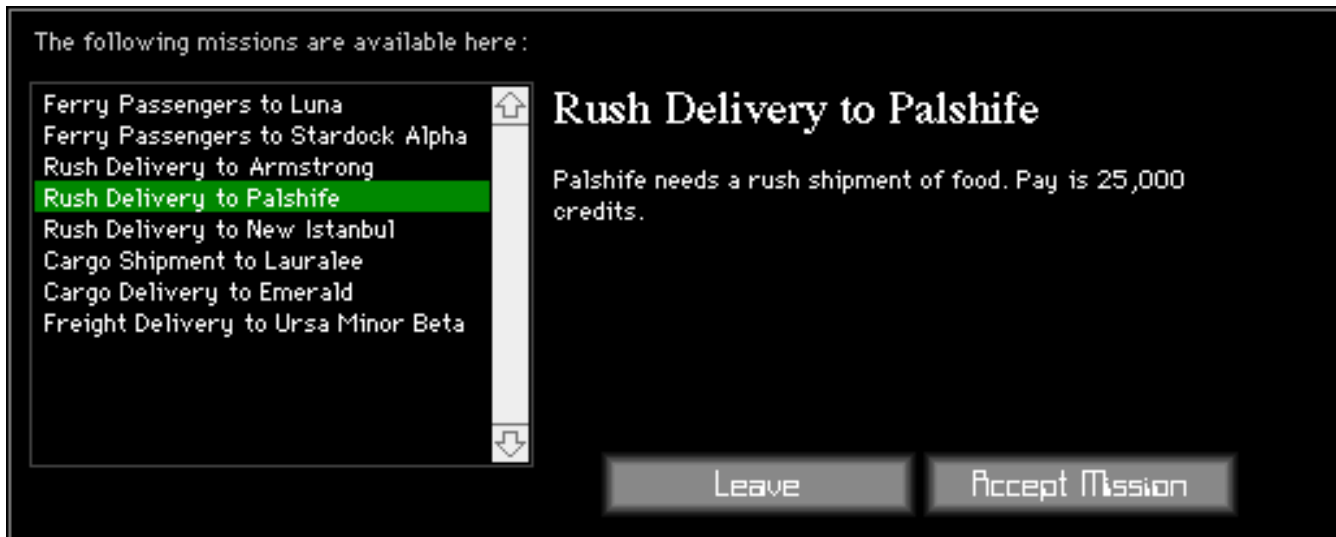 The following missions are available here:
Ferry Passengers to Luna
Ferry Passengers to Stardock Alpha
Rush Delivery to Armstrong
Rush Delivery to Palshife
Rush Delivery to New Istanbul
Cargo Shipment to Lauralee
Cargo Delivery to Emerald
Freight Delivery to Ursa Minor Beta
Rush Delivery to Palshife
Palshife needs a rush shipment of food. Pay is 25,000
credits.
Leave
Accept Mission